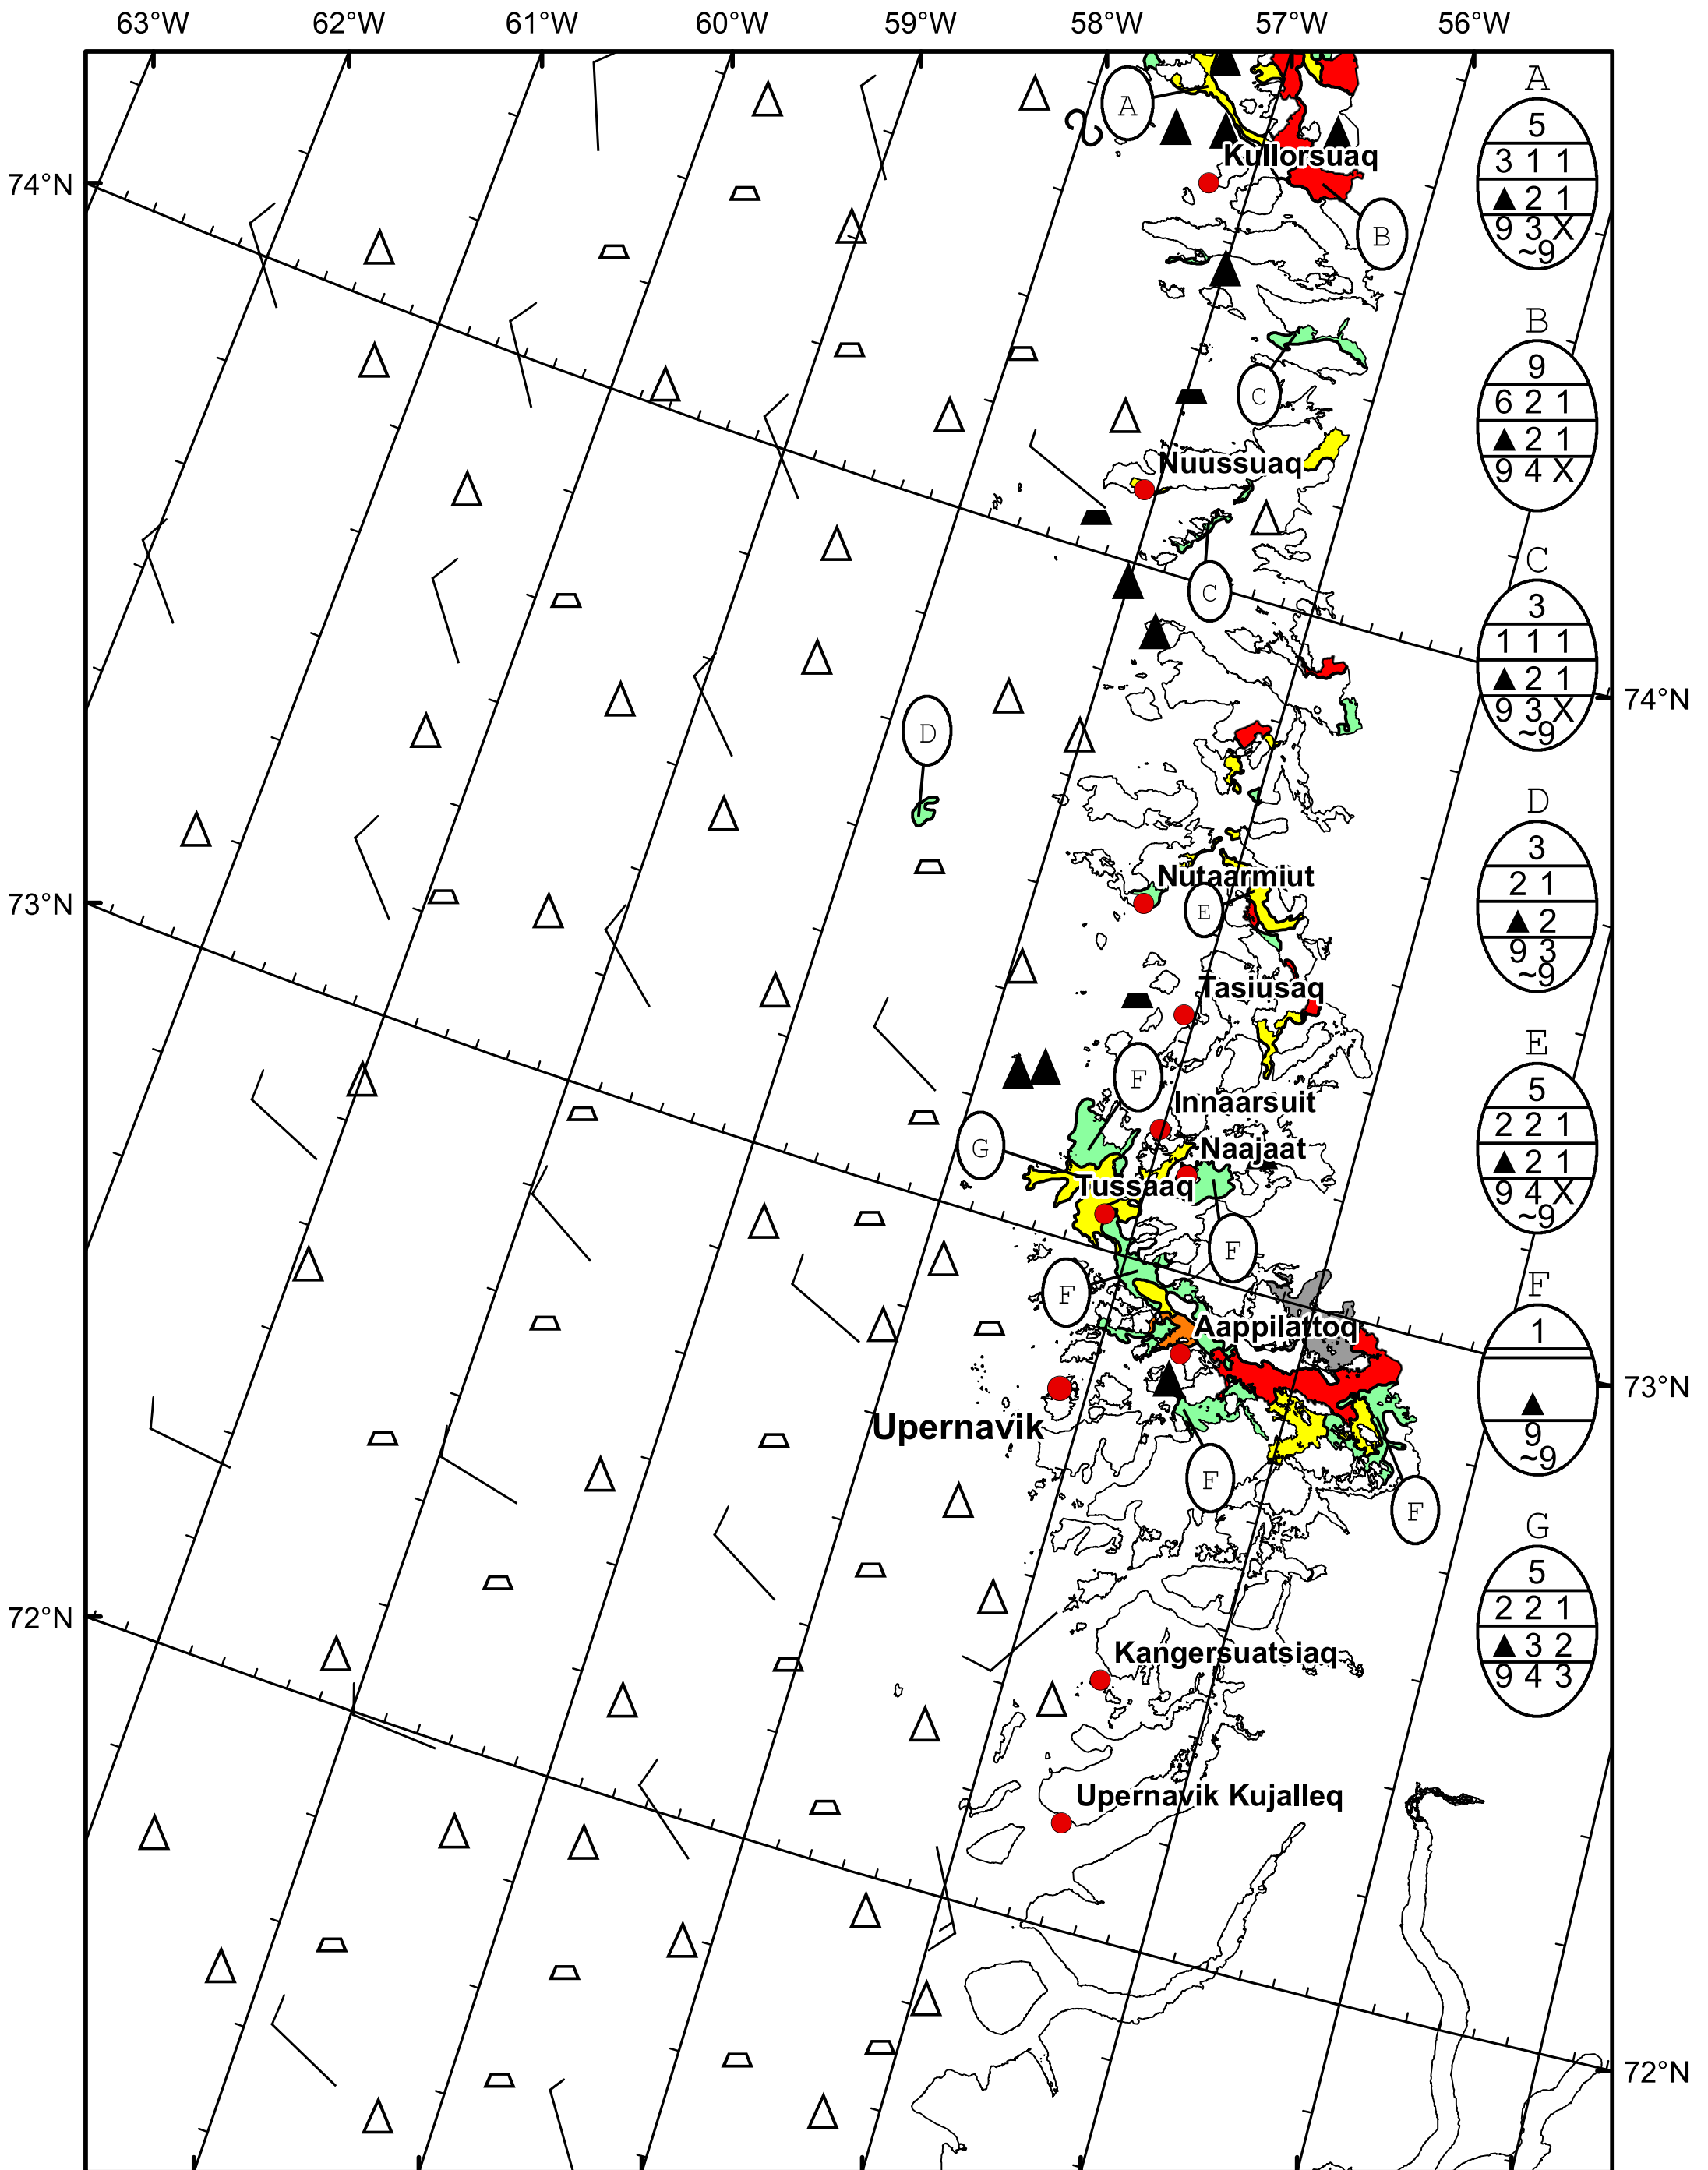 63°W 62°W 61°W 60°W 59°W 58°W 57°W 56°W
74°N
73°N
72°N
74°N
73°N
72°N
2
A
Kullorsuaq
B
C
Nuussuaq
C
D
Nutaarmiut
E
Tasiusaq
F
Innaarsuit
G
Naajaat
Tussaaq
F
F
Aappilattoq
Upernavik
F
F
Kangersuatsiaq
Upernavik Kujalleq
A
5
3 1 1
▲ 2 1
9 3 X
~9
B
9
6 2 1
▲ 2 1
9 4 X
C
3
1 1 1
▲ 2 1
9 3 X
~9
D
3
2 1
▲ 2
9 3
~9
E
5
2 2 1
▲ 2 1
9 4 X
~9
F
1
▲
9
~9
G
5
2 2 1
▲ 3 2
9 4 3